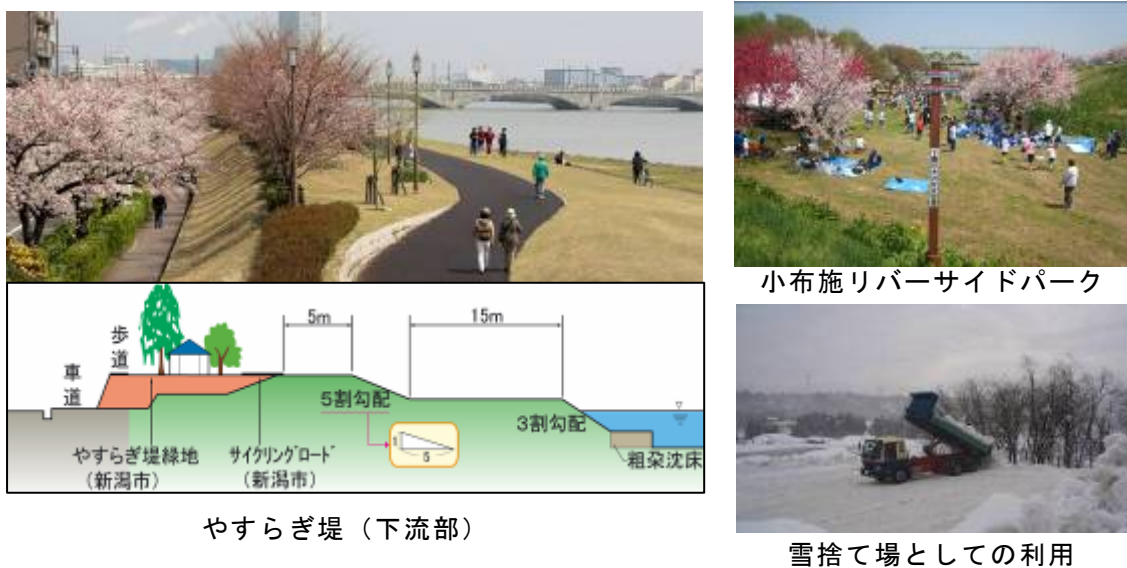 小布施リバーサイドパーク
5m
15m
歩道
車道
5割勾配
1
5
3割勾配
やすらぎ堤緑地
(新潟市)
サイクリングロード
(新潟市)
粗朶沈床
やすらぎ堤（下流部）
雪捨て場としての利用